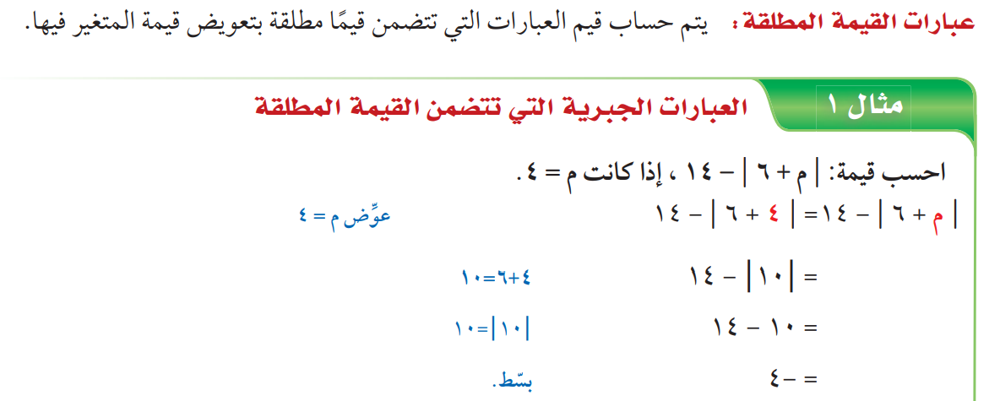 عبارات القيمة المطلقة: يتم حساب قيم العبارات التي تتضمن قيمًا مطلقة بتعويض قيمة المتغير فيها.
مثال ١ العبارات الجبرية التي تتضمن القيمة المطلقة
احسب قيمة: | م + ٦ | – ١٤ ، إذا كانت م = ٤ .
| م + ٦ | – ١٤ = | ٤ + ٦ | – ١٤ عوِّض م = ٤
= |١٠| – ١٤ ٤+٦=١٠
= ١٠ – ١٤ |١٠|=١٠
= –٤ بسّط.